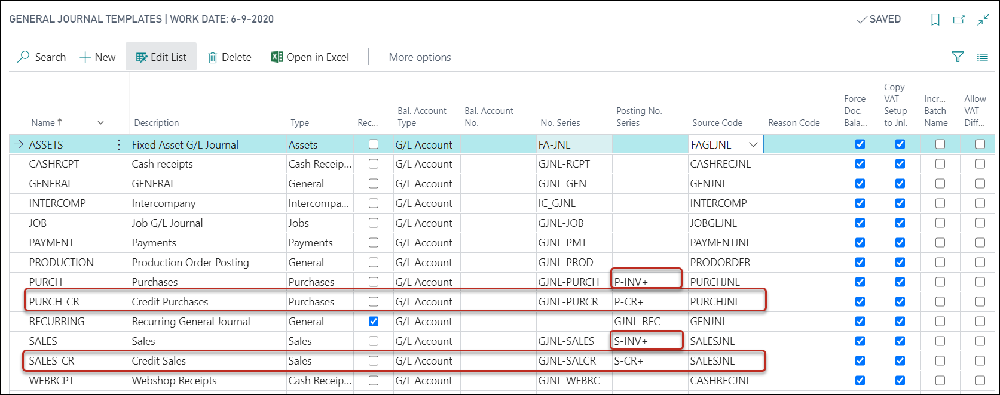 GENERAL JOURNAL TEMPLATES | WORK DATE: 6-9-2020 SAVED
Search New Edit List Delete Open in Excel More options
Name Description Type Rec... Bal. Account Type Bal. Account No. No. Series Posting No. Series Source Code Reason Code Force Doc. Bala... Copy VAT Setup to Jnl. Incr... Batch Name Allow VAT Diff...
ASSETS Fixed Asset G/L Journal Assets G/L Account FA-JNL FAGLJNL
CASHRCPT Cash receipts Cash Receip... G/L Account GJNL-RCPT CASHRECJNL
GENERAL GENERAL General G/L Account GJNL-GEN GENJNL
INTERCOMP Intercompany Intercompa... G/L Account IC_GJNL INTERCOMP
JOB Job G/L Journal Jobs G/L Account GJNL-JOB JOBGLJNL
PAYMENT Payments Payments G/L Account GJNL-PMT PAYMENTJNL
PRODUCTION Production Order Posting General G/L Account GJNL-PROD PRODORDER
PURCH Purchases Purchases G/L Account GJNL-PURCH P-INV+ PURCHJNL
PURCH_CR Credit Purchases Purchases G/L Account GJNL-PURCR P-CR+ PURCHJNL
RECURRING Recurring General Journal General G/L Account GJNL-REC GENJNL
SALES Sales Sales G/L Account GJNL-SALES S-INV+ SALESJNL
SALES_CR Credit Sales Sales G/L Account GJNL-SALCR S-CR+ SALESJNL
WEBRCPT Webshop Receipts Cash Receip... G/L Account GJNL-WEBRC CASHRECJNL